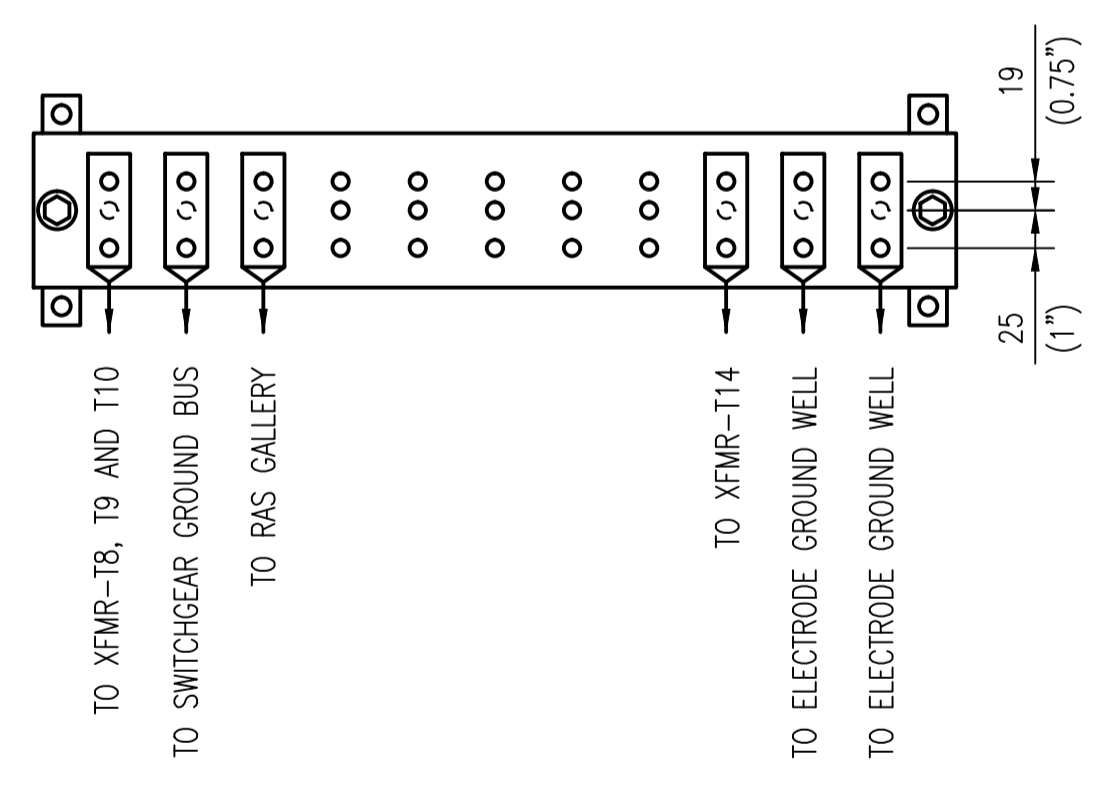 TO XFMR-T8, T9 AND T10
TO SWITCHGEAR GROUND BUS
TO RAS GALLERY
TO XFMR-T14
TO ELECTRODE GROUND WELL
TO ELECTRODE GROUND WELL
19
(0.75")
25
(1")